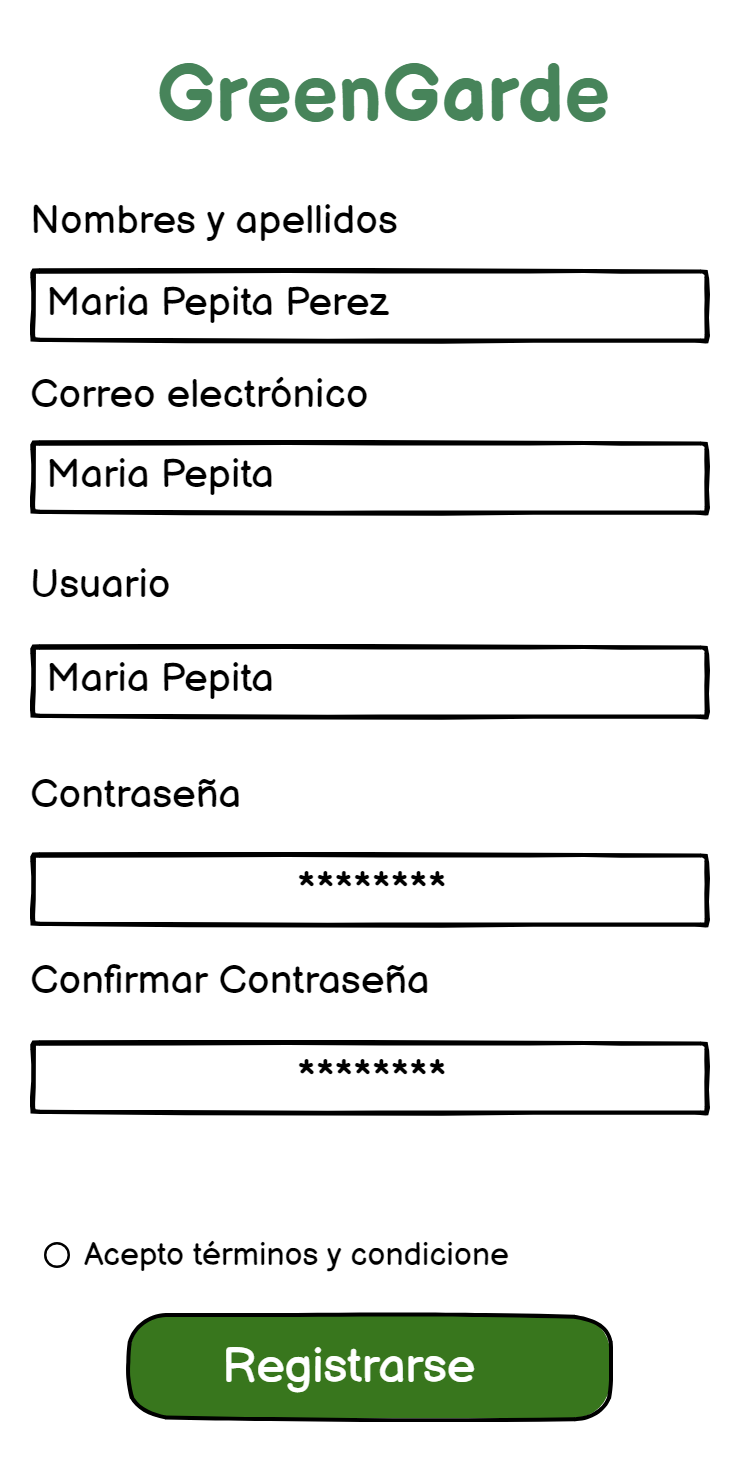 GreenGarde
Nombres y apellidos
Maria Pepita Perez
Correo electrónico
Maria Pepita
Usuario
Maria Pepita
Contraseña
********
Confirmar Contraseña
********
Acepto términos y condicione
Registrarse